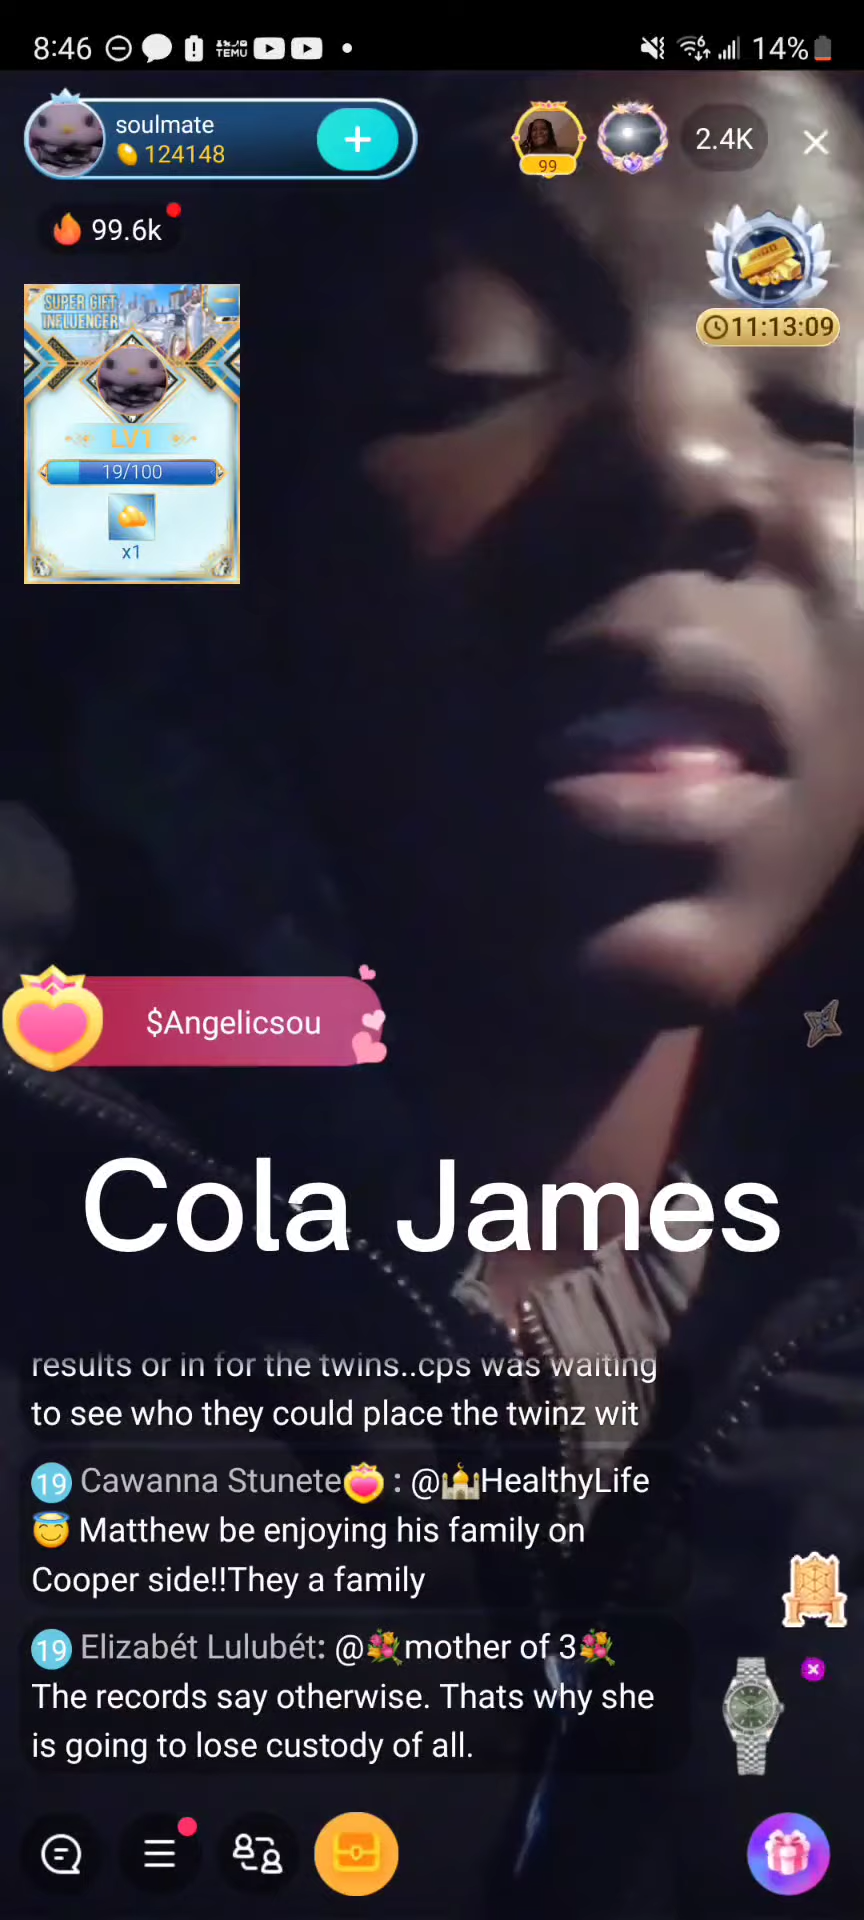 8:46
TEMU
14%
soulmate
124148
99
2.4K
99.6k
SUPER GIFT
INFLUENCER
11:13:09
LV1
19/100
x1
$Angelicsou
Cola James
results or in for the twins..cps was waiting
to see who they could place the twinz wit
19 Cawanna Stunete : @HealthyLife
Matthew be enjoying his family on
Cooper side!!They a family
19 Elizabét Lulubét: @mother of 3
The records say otherwise. Thats why she
is going to lose custody of all.